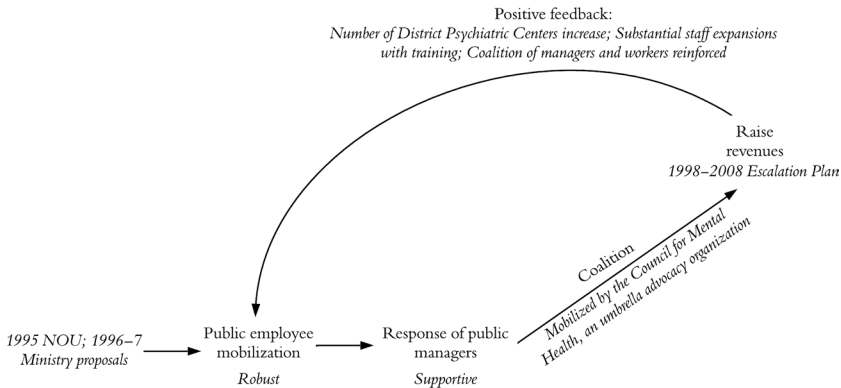 Positive feedback:
Number of District Psychiatric Centers increase; Substantial staff expansions
with training; Coalition of managers and workers reinforced
Raise
revenues
1998–2008 Escalation Plan
Coalition
Mobilized by the Council for Mental
Health, an umbrella advocacy organization
1995 NOU; 1996–7
Ministry proposals
Public employee
mobilization
Robust
Response of public
managers
Supportive